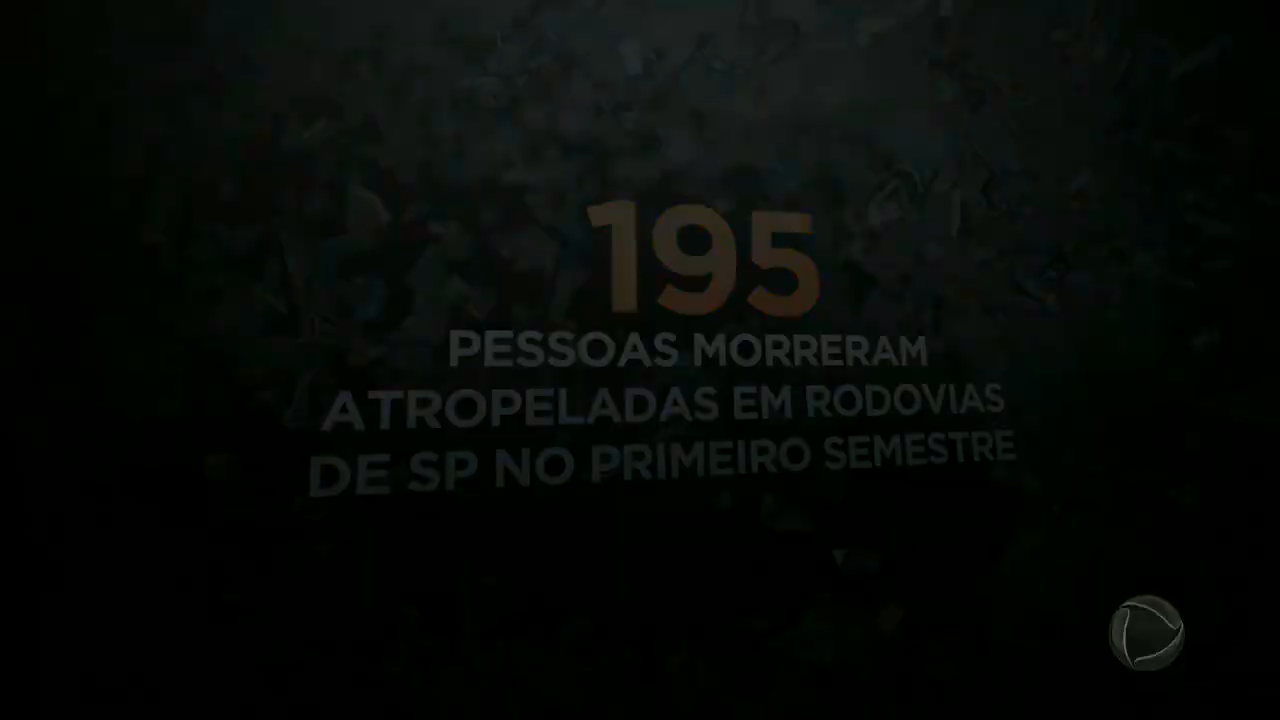 195
PESSOAS MORRERAM
ATROPELADAS EM RODOVIAS
DE SP NO PRIMEIRO SEMESTRE